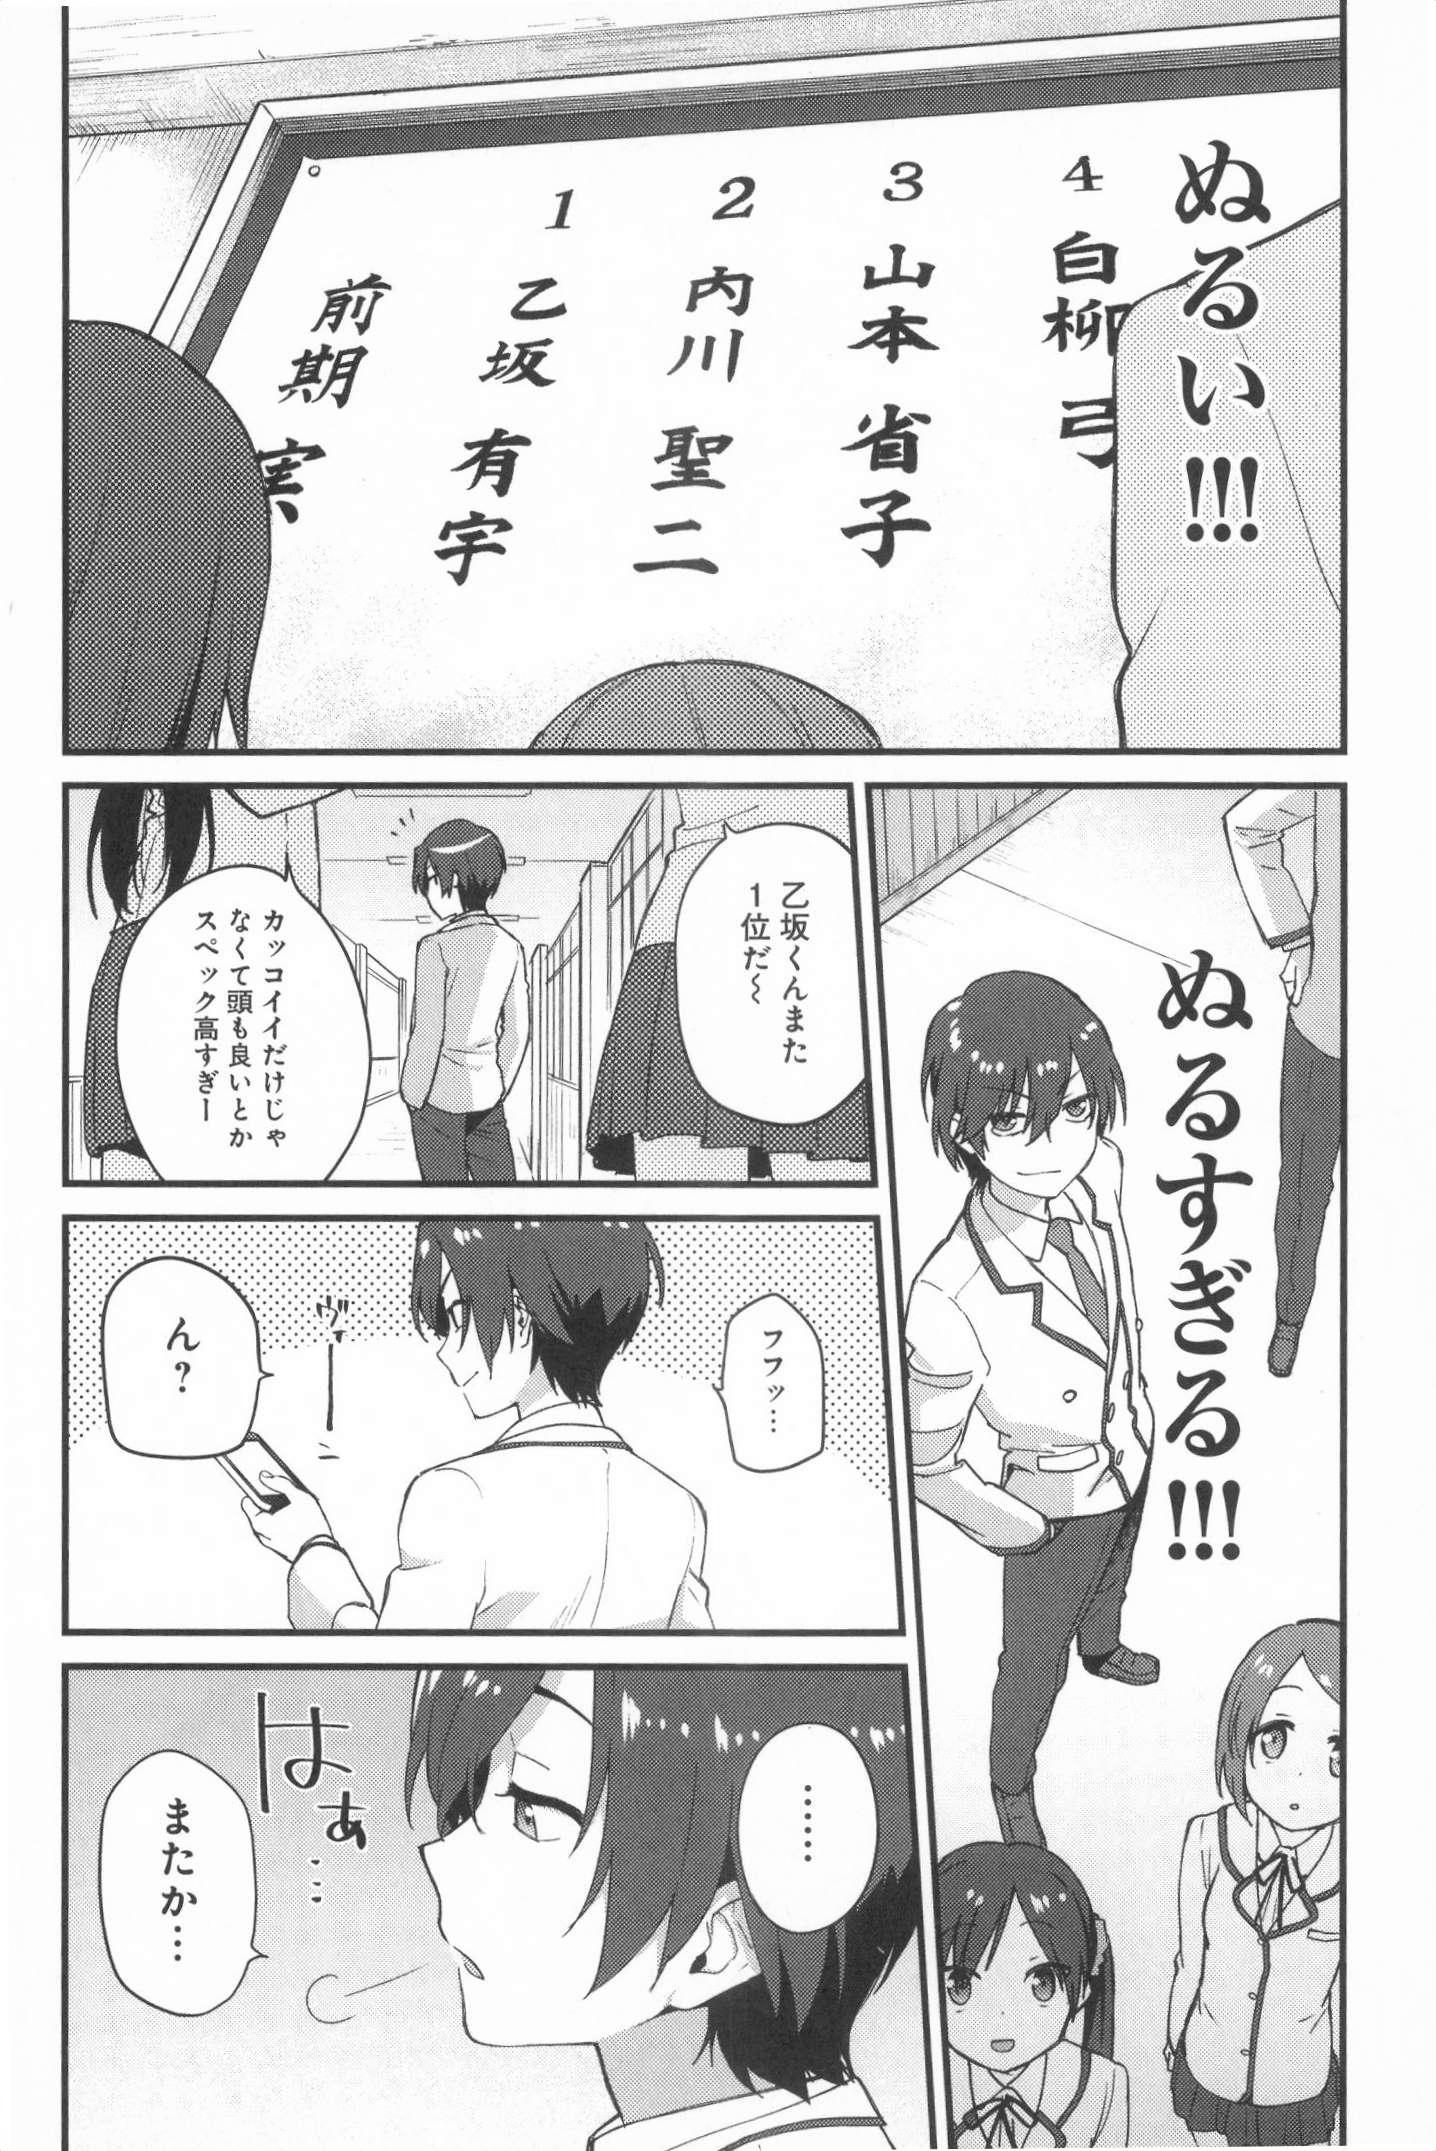 ぬるい!!!
4 白柳 弓
3 山本 省子
2 内川 聖二
1 乙坂 有宇
前期 実
ぬるすぎる!!!
乙坂くんまた
1位だ〜
カッコイイだけじゃ
なくて頭も良いとか
スペック高すぎー
フフッ…
ヴーッ
ん?
……
はぁ…
またか…